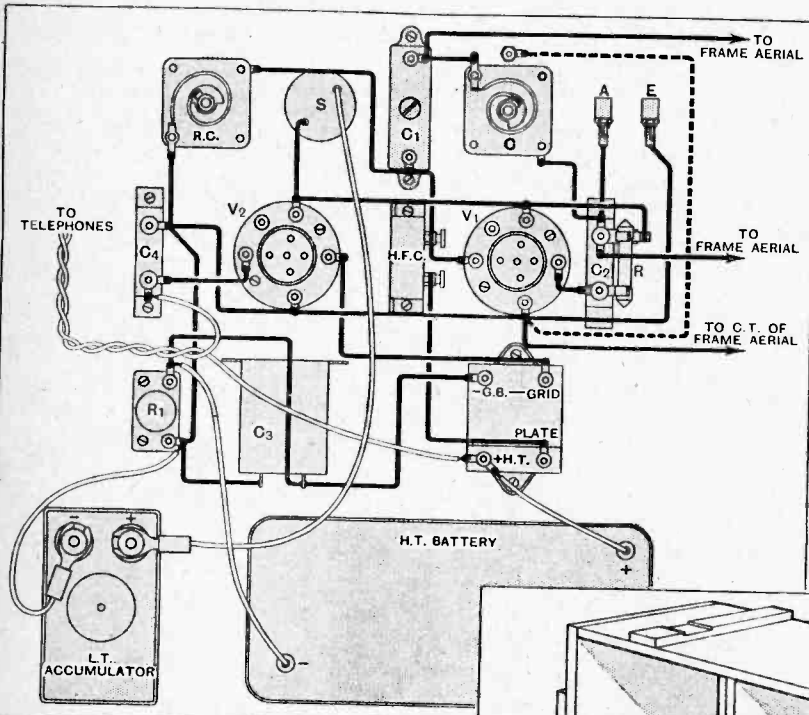 TO
FRAME AERIAL
R.C.
S
C1
C
A
E
TO
TELEPHONES
C4
V2
H.F.C.
V1
C2
R
TO
FRAME AERIAL
TO C.T. OF
FRAME AERIAL
R1
C3
-G.B.—GRID
PLATE
+H.T.
- +
L.T.
ACCUMULATOR
H.T. BATTERY
+
-